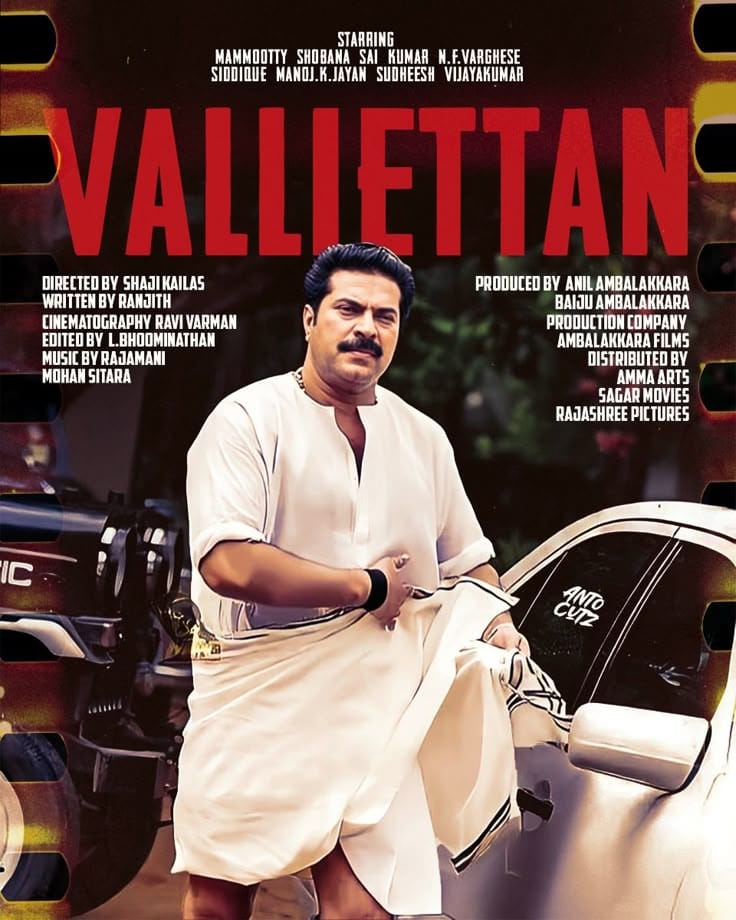 STARRING
MAMMOOTTY SHOBANA SAI KUMAR N.F.VARGHESE
SIDDIQUE MANOJ.K.JAYAN SUDHEESH VIJAYAKUMAR
VALLIETTAN
DIRECTED BY SHAJI KAILAS
WRITTEN BY RANJITH
CINEMATOGRAPHY RAVI VARMAN
EDITED BY L.BHOOMINATHAN
MUSIC BY RAJAMANI
MOHAN SITARA
PRODUCED BY ANIL AMBALAKKARA
BAIJU AMBALAKKARA
PRODUCTION COMPANY
AMBALAKKARA FILMS
DISTRIBUTED BY
AMMA ARTS
SAGAR MOVIES
RAJASHREE PICTURES
IC
ANTO
CUTZ